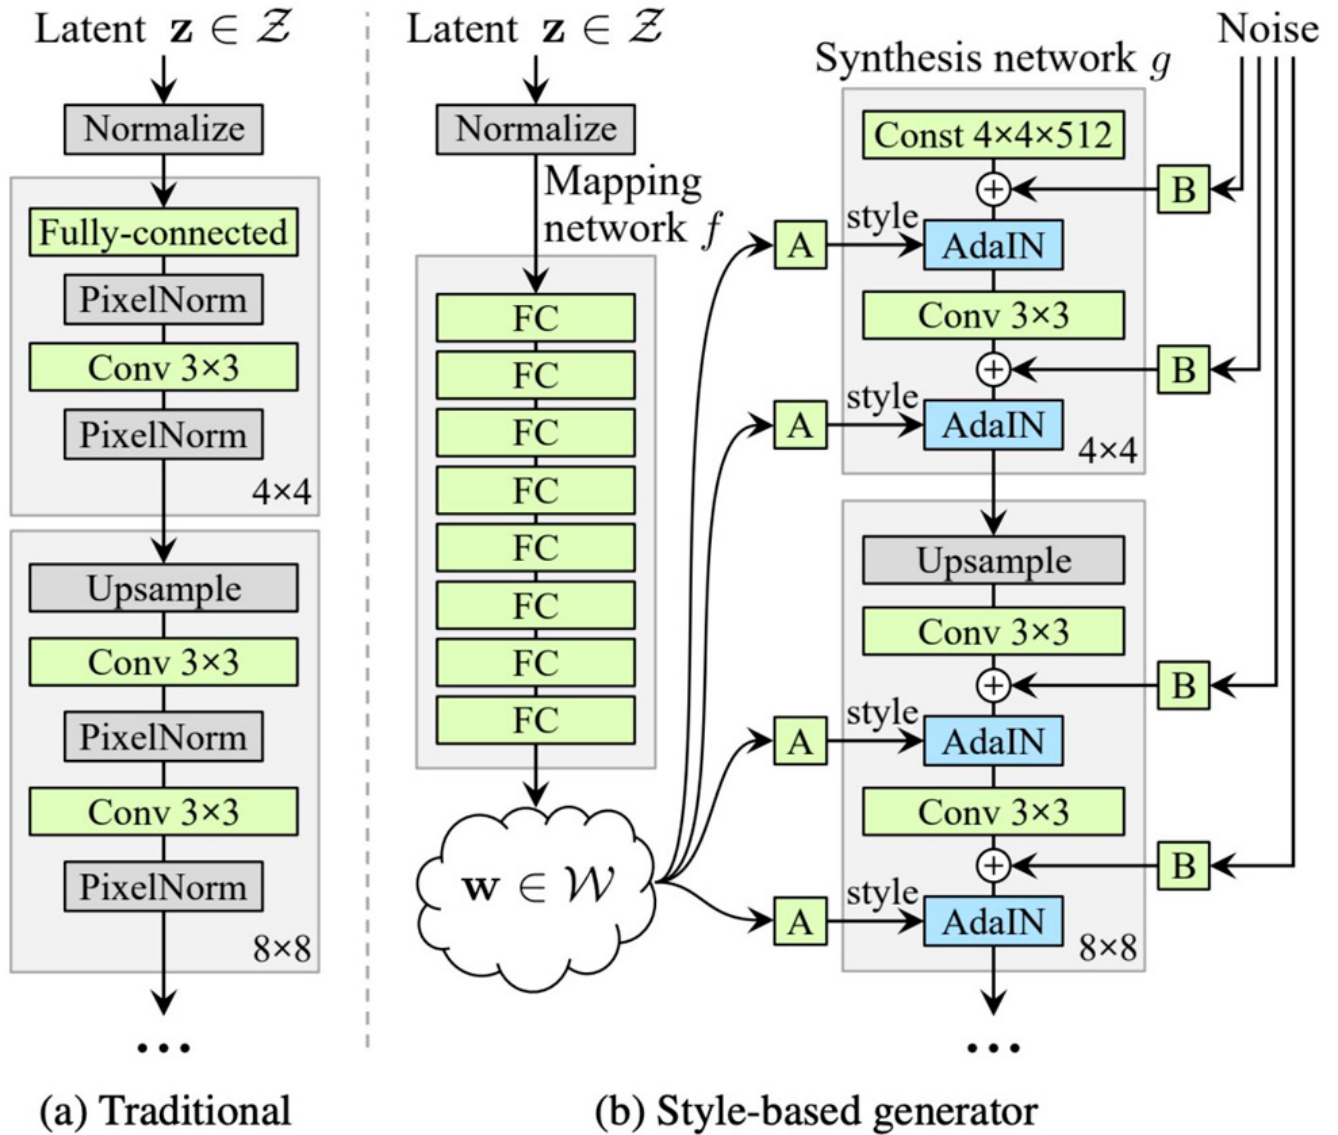 Latent z ∈ 𝒵
Normalize
Fully-connected
PixelNorm
Conv 3×3
PixelNorm
4×4
Upsample
Conv 3×3
PixelNorm
Conv 3×3
PixelNorm
8×8
...
(a) Traditional
Latent z ∈ 𝒵
Normalize
Mapping
network f
FC
FC
FC
FC
FC
FC
FC
FC
w ∈ 𝒲
Synthesis network g
Noise
Const 4×4×512
+
B
A
style
AdaIN
Conv 3×3
+
B
A
style
AdaIN
4×4
Upsample
Conv 3×3
+
B
A
style
AdaIN
Conv 3×3
+
B
A
style
AdaIN
8×8
...
(b) Style-based generator